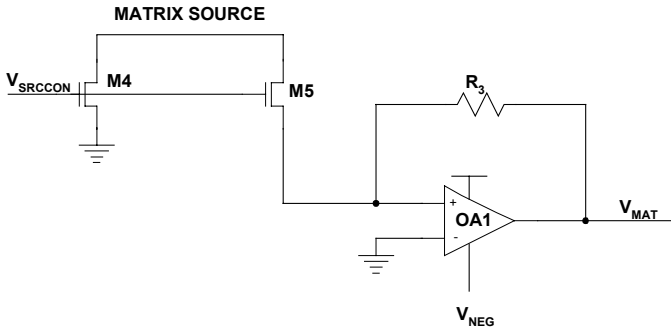 MATRIX SOURCE
V_SRCCON
M4
M5
R_3
+
OA1
-
V_MAT
V_NEG